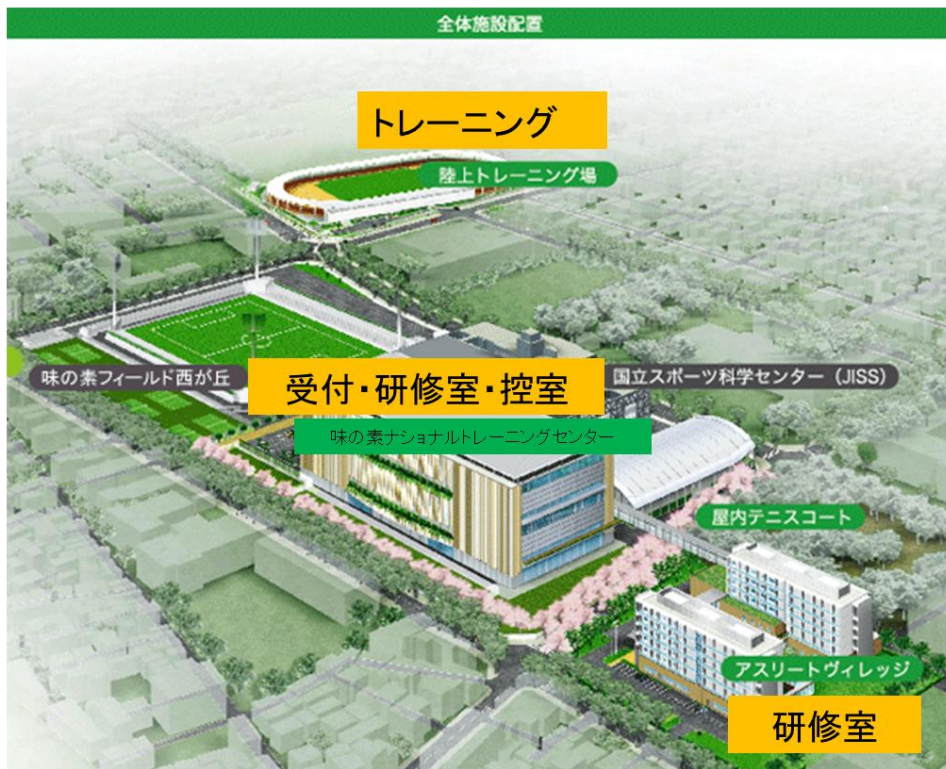 全体施設配置
トレーニング
陸上トレーニング場
味の素フィールド西が丘
受付・研修室・控室
国立スポーツ科学センター（JISS）
味の素ナショナルトレーニングセンター
屋内テニスコート
アスリートヴィレッジ
研修室